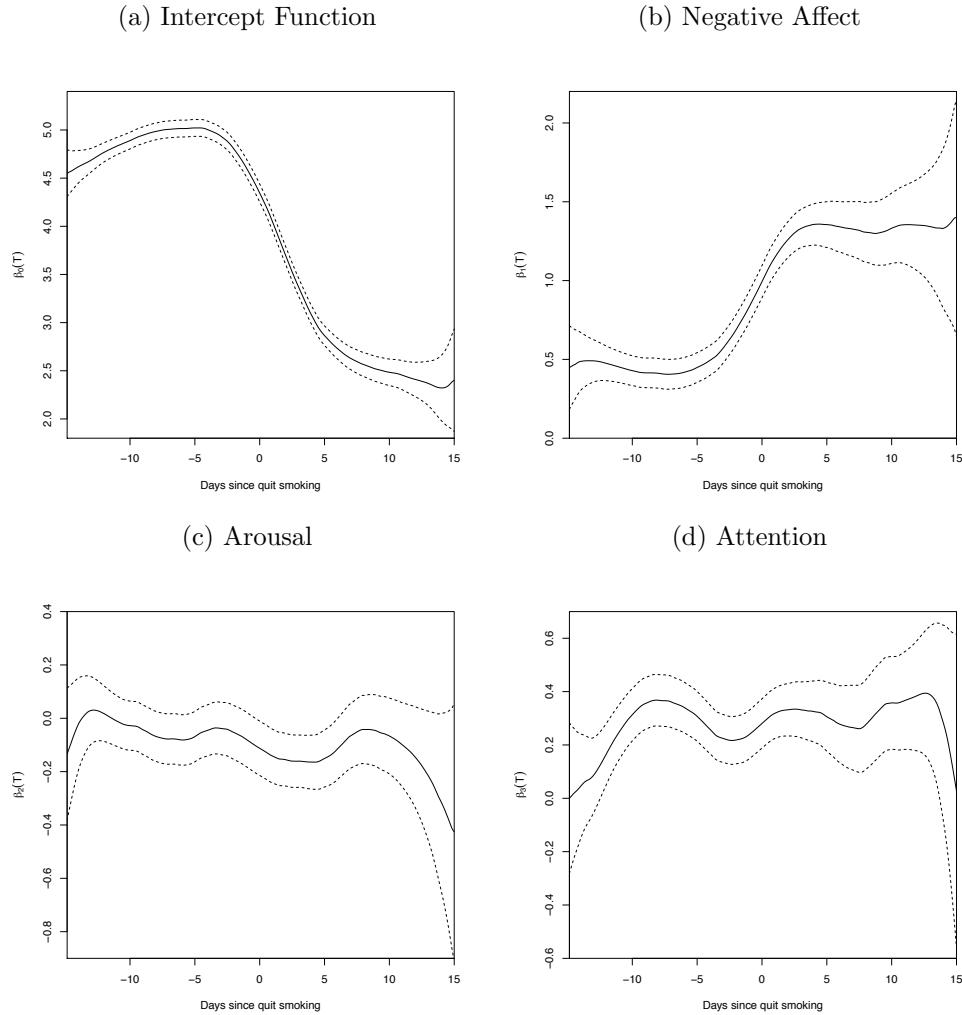 (a) Intercept Function
(b) Negative Affect
β₀(T)
5.0
4.5
4.0
3.5
3.0
2.5
2.0
−10 −5 0 5 10 15
Days since quit smoking
β₁(T)
2.0
1.5
1.0
0.5
0.0
−10 −5 0 5 10 15
Days since quit smoking
(c) Arousal
(d) Attention
β₂(T)
0.4
0.2
0.0
−0.2
−0.4
−0.6
−0.8
−10 −5 0 5 10 15
Days since quit smoking
β₃(T)
0.6
0.4
0.2
0.0
−0.2
−0.4
−0.6
−10 −5 0 5 10 15
Days since quit smoking